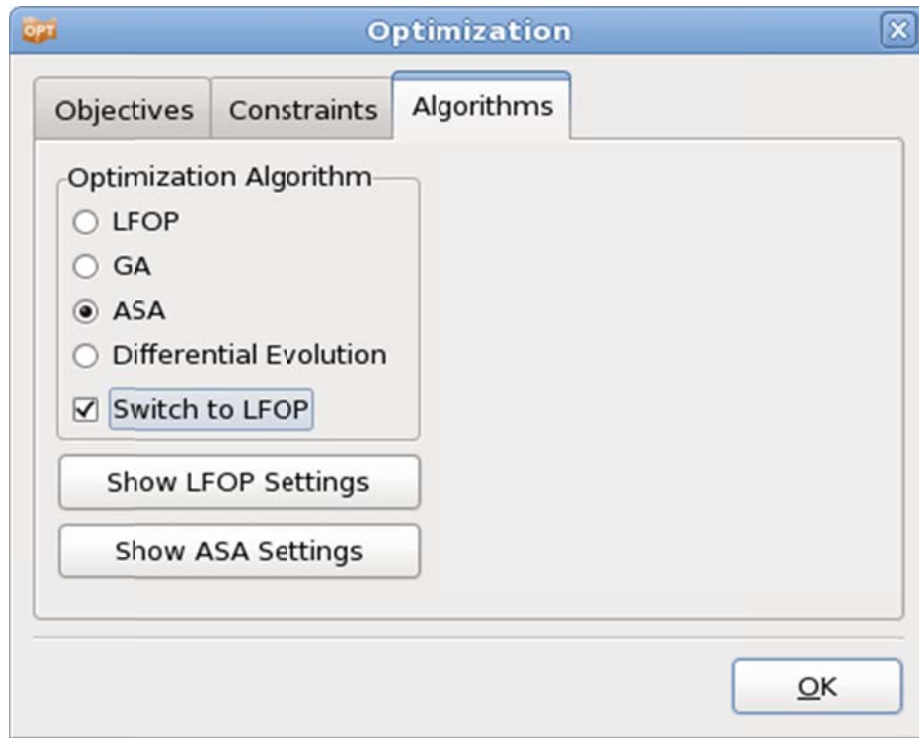 OPT
Optimization
Objectives
Constraints
Algorithms
Optimization Algorithm
LFOP
GA
ASA
Differential Evolution
Switch to LFOP
Show LFOP Settings
Show ASA Settings
OK